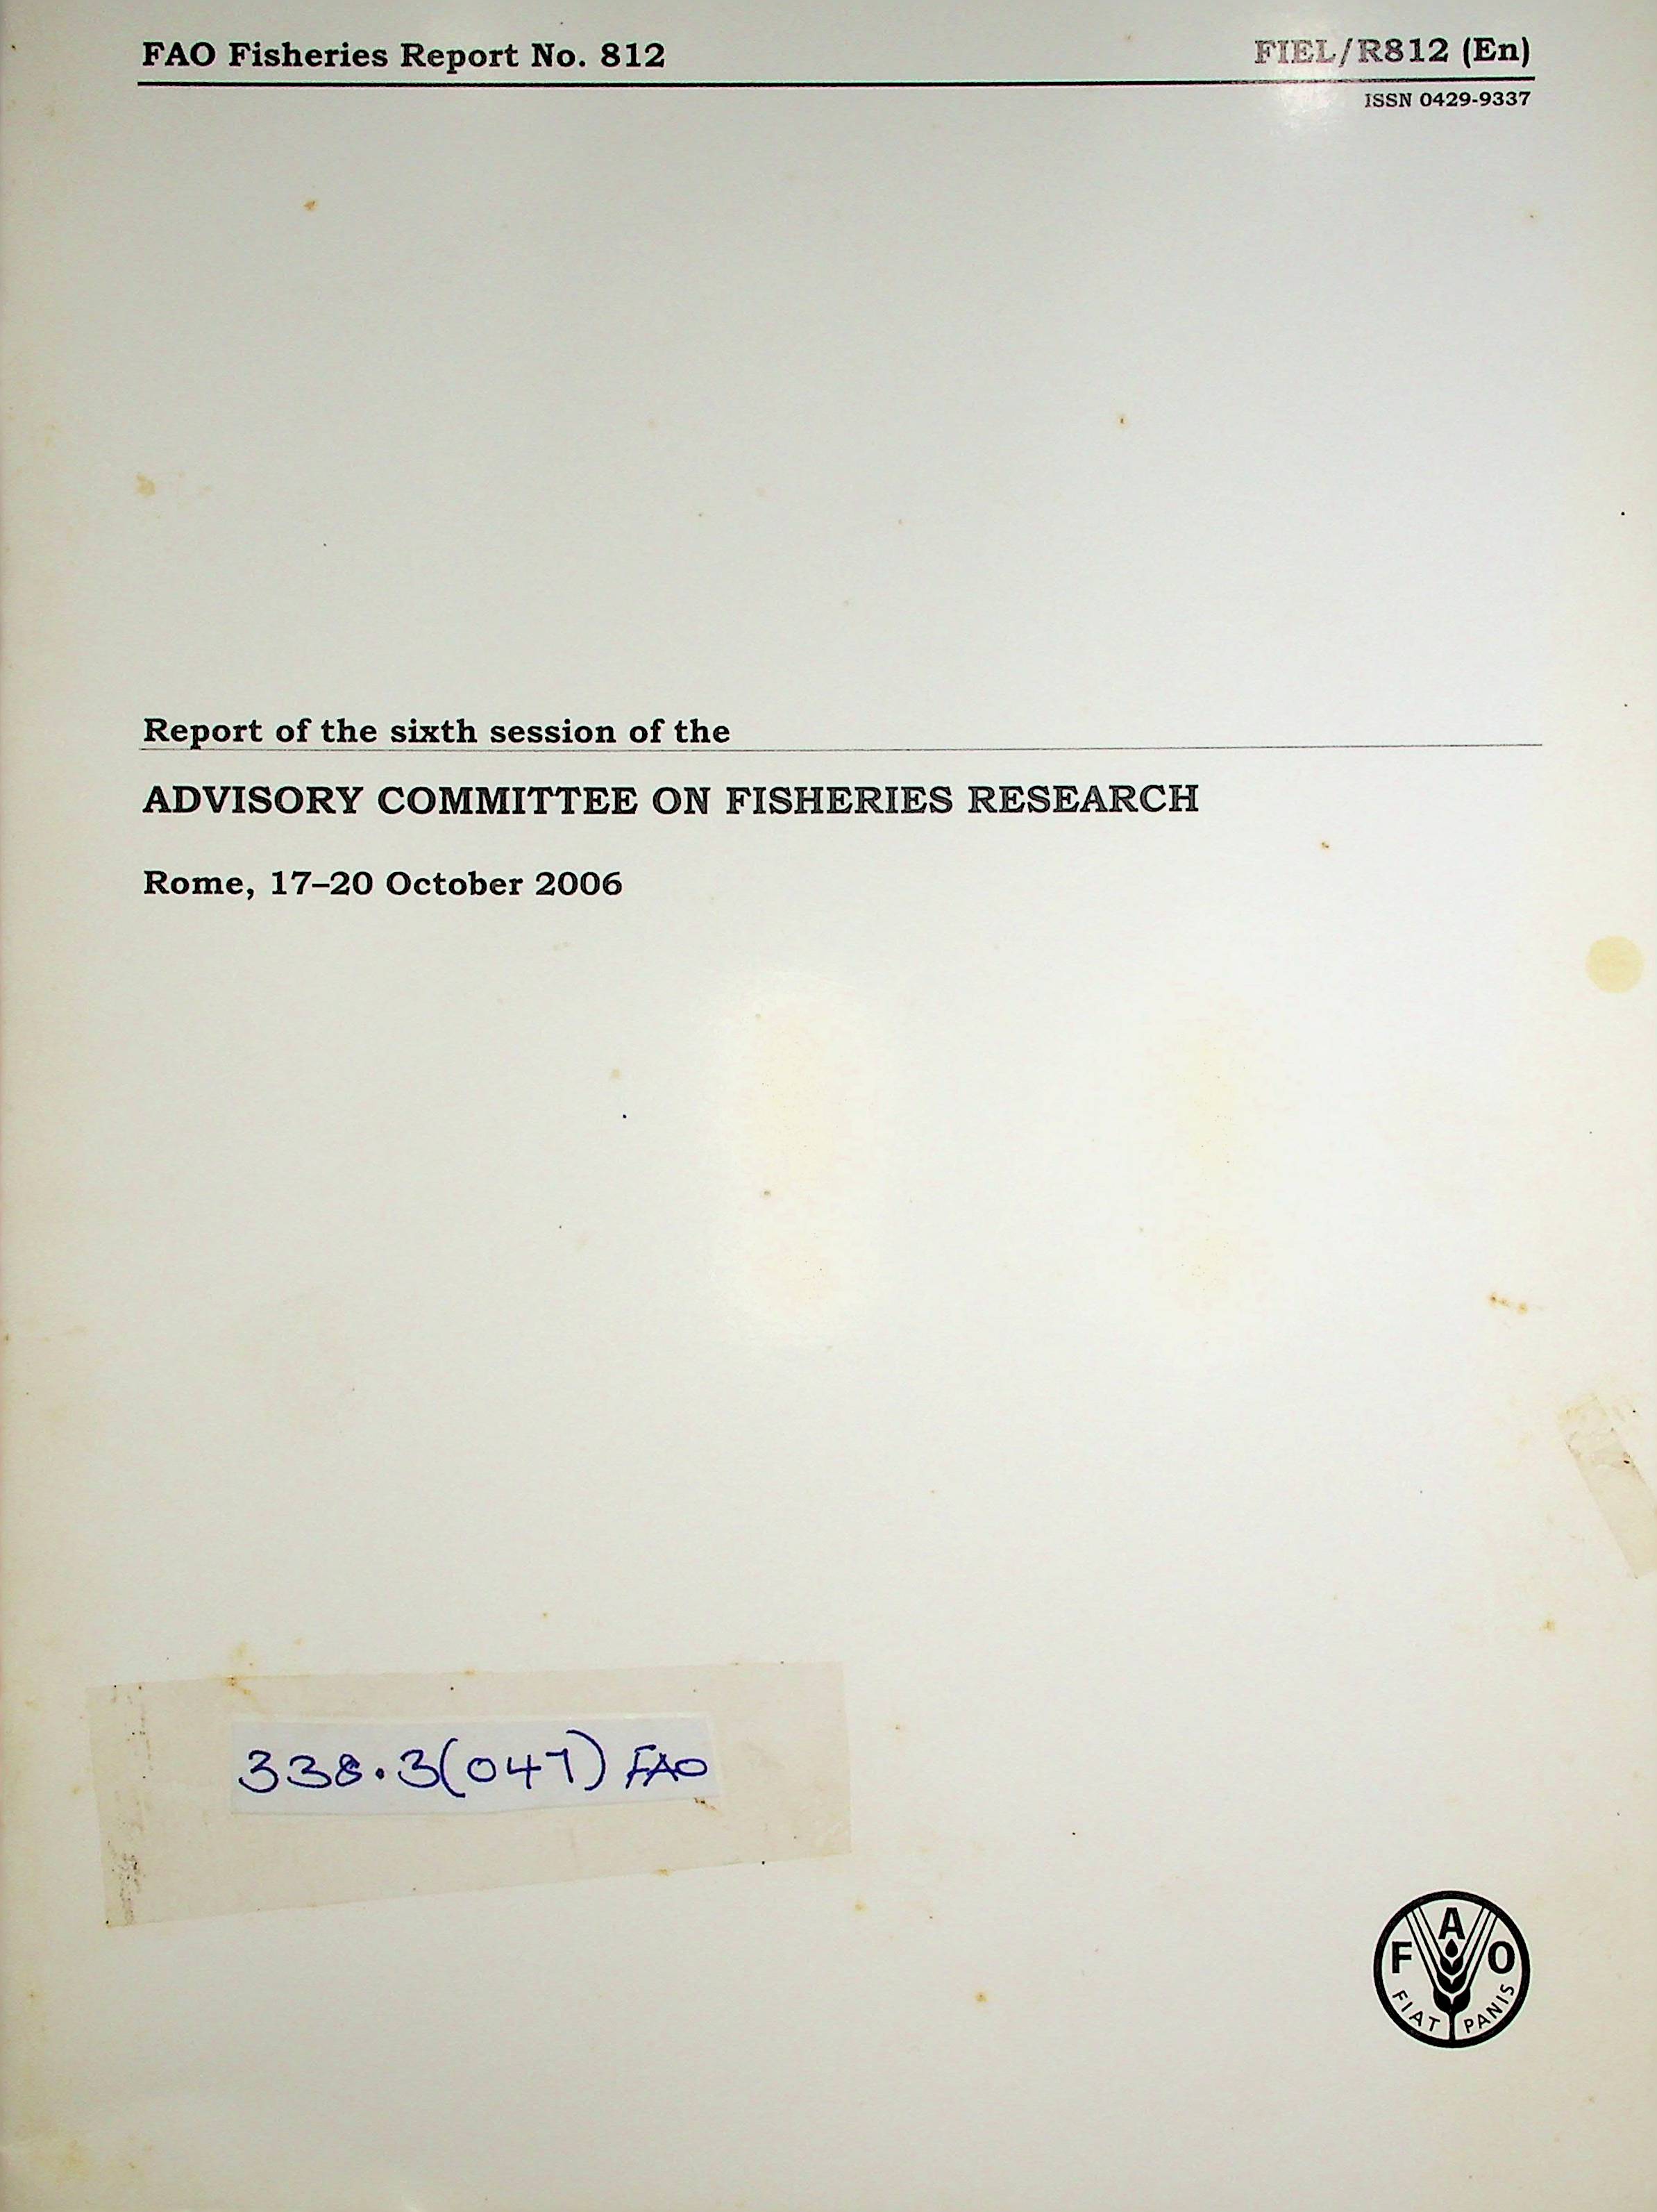 FAO Fisheries Report No. 812
FIEL/R812 (En)
ISSN 0429-9337
Report of the sixth session of the
ADVISORY COMMITTEE ON FISHERIES RESEARCH
Rome, 17–20 October 2006
338.3(047) FAO
F A O
FIAT PANIS